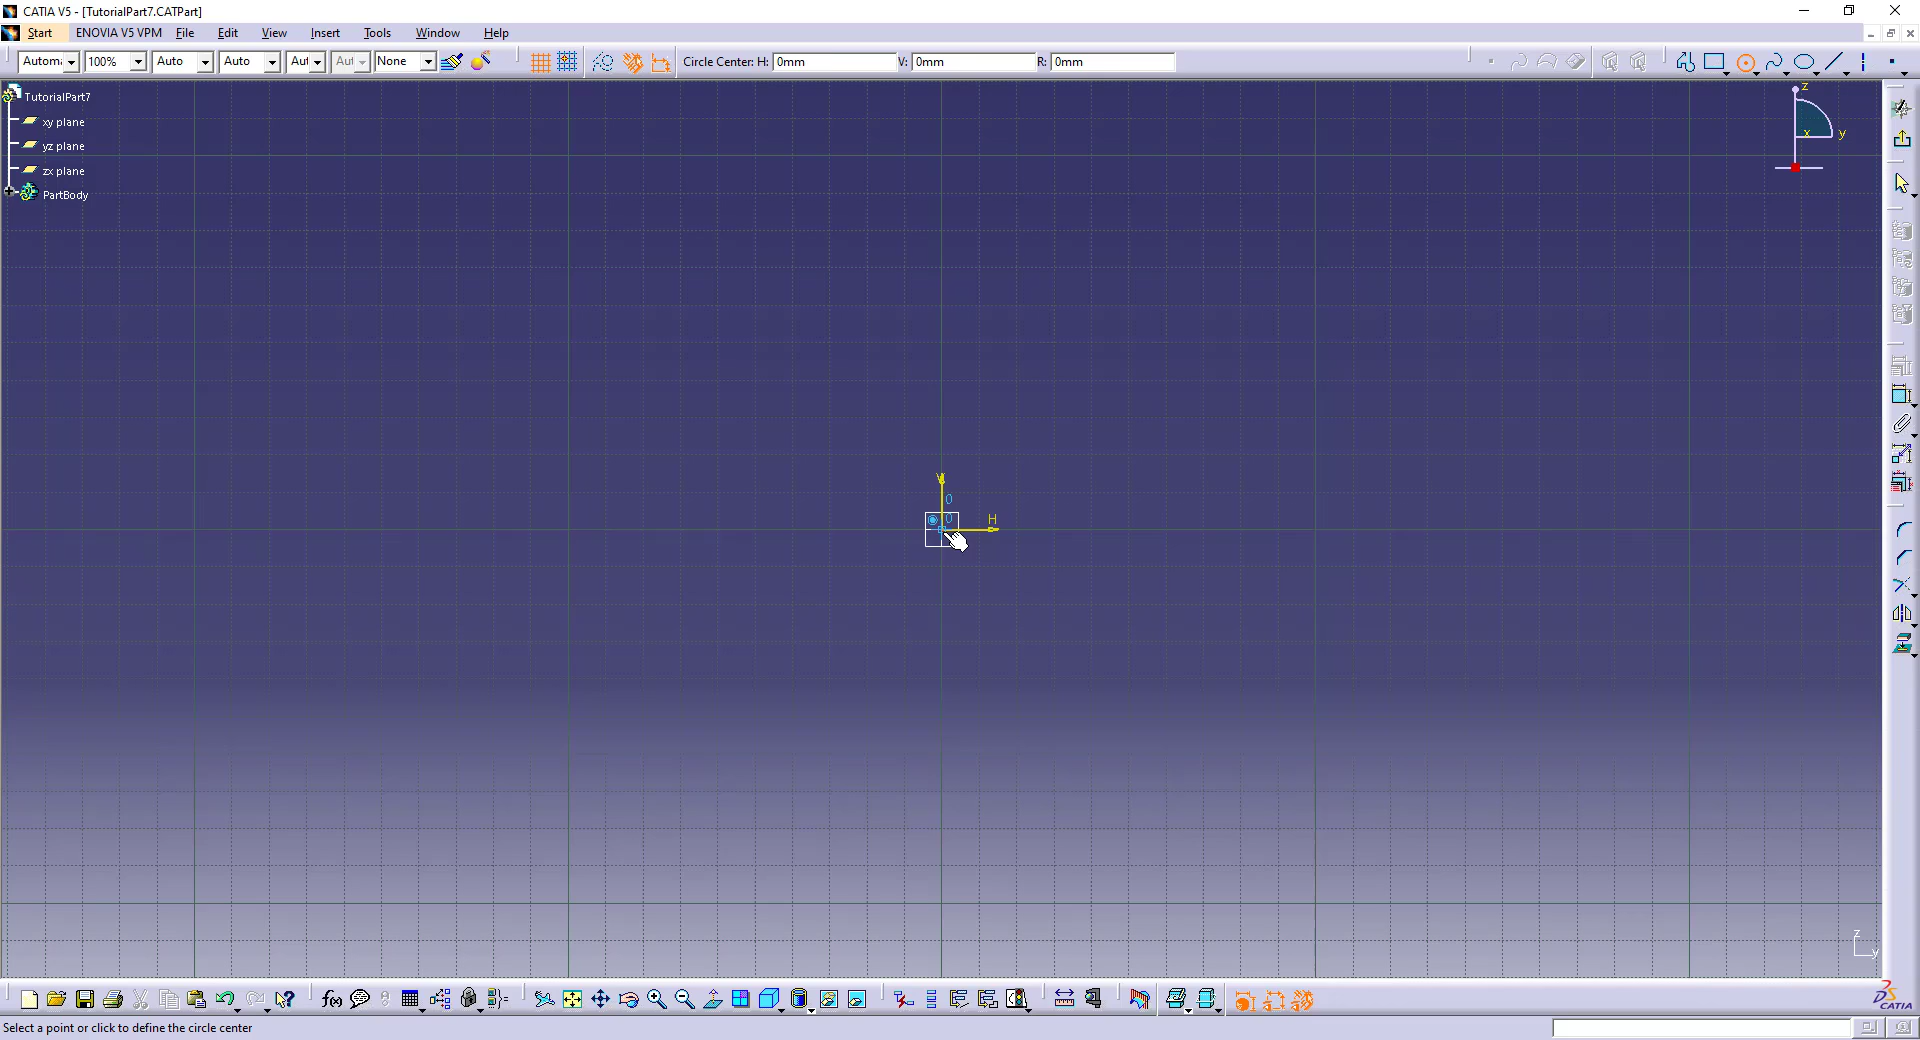 CATIA V5 - [TutorialPart7.CATPart]
Start ENOVIA V5 VPM File Edit View Insert Tools Window Help
Autom 100% Auto Auto Aut Aut None Circle Center: H: 0mm V: 0mm R: 0mm
TutorialPart7
xy plane
yz plane
zx plane
PartBody
z
x y
V
0
0
H
z
y
f(x)
DS
CATIA
Select a point or click to define the circle center